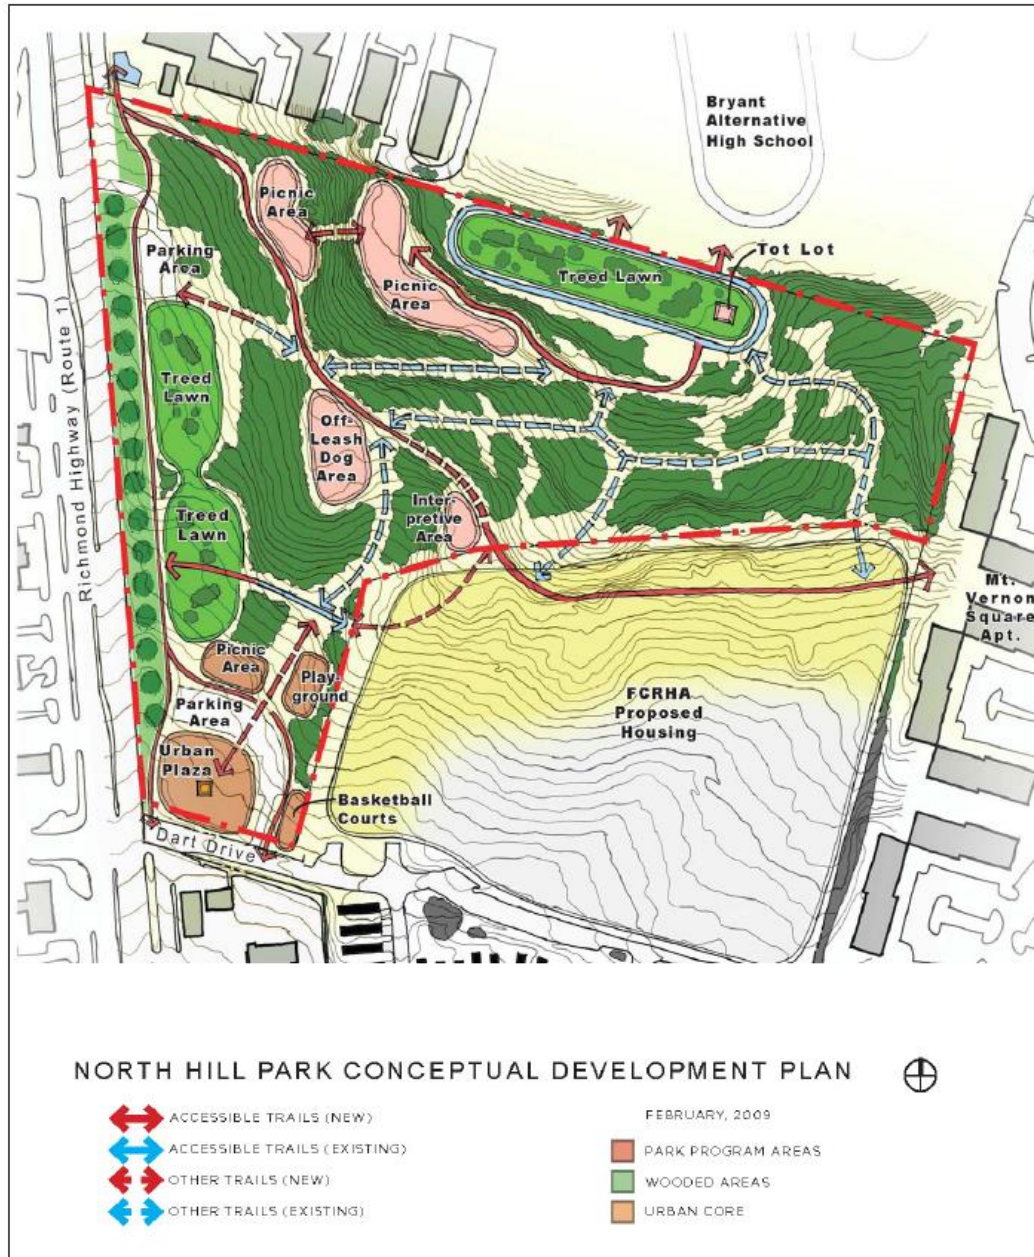 Bryant
Alternative
High School
Picnic
Area
Tot Lot
Parking
Area
Picnic
Area
Treed Lawn
Richmond Highway (Route 1)
Treed
Lawn
Off-
Leash
Dog
Area
Inter-
pretive
Area
Treed
Lawn
Mt.
Vernon
Square
Apt.
Picnic
Area
Play-
ground
FCRHA
Proposed
Housing
Parking
Area
Urban
Plaza
Basketball
Courts
Dart Drive
NORTH HILL PARK CONCEPTUAL DEVELOPMENT PLAN
ACCESSIBLE TRAILS (NEW)
ACCESSIBLE TRAILS (EXISTING)
OTHER TRAILS (NEW)
OTHER TRAILS (EXISTING)
FEBRUARY, 2009
PARK PROGRAM AREAS
WOODED AREAS
URBAN CORE